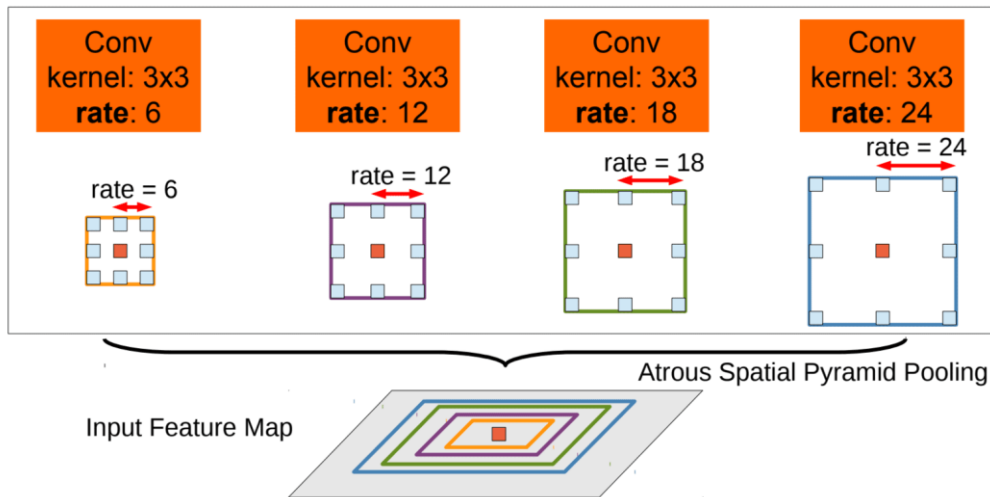 Conv
kernel: 3x3
rate: 6
Conv
kernel: 3x3
rate: 12
Conv
kernel: 3x3
rate: 18
Conv
kernel: 3x3
rate: 24
rate = 6
rate = 12
rate = 18
rate = 24
Atrous Spatial Pyramid Pooling
Input Feature Map